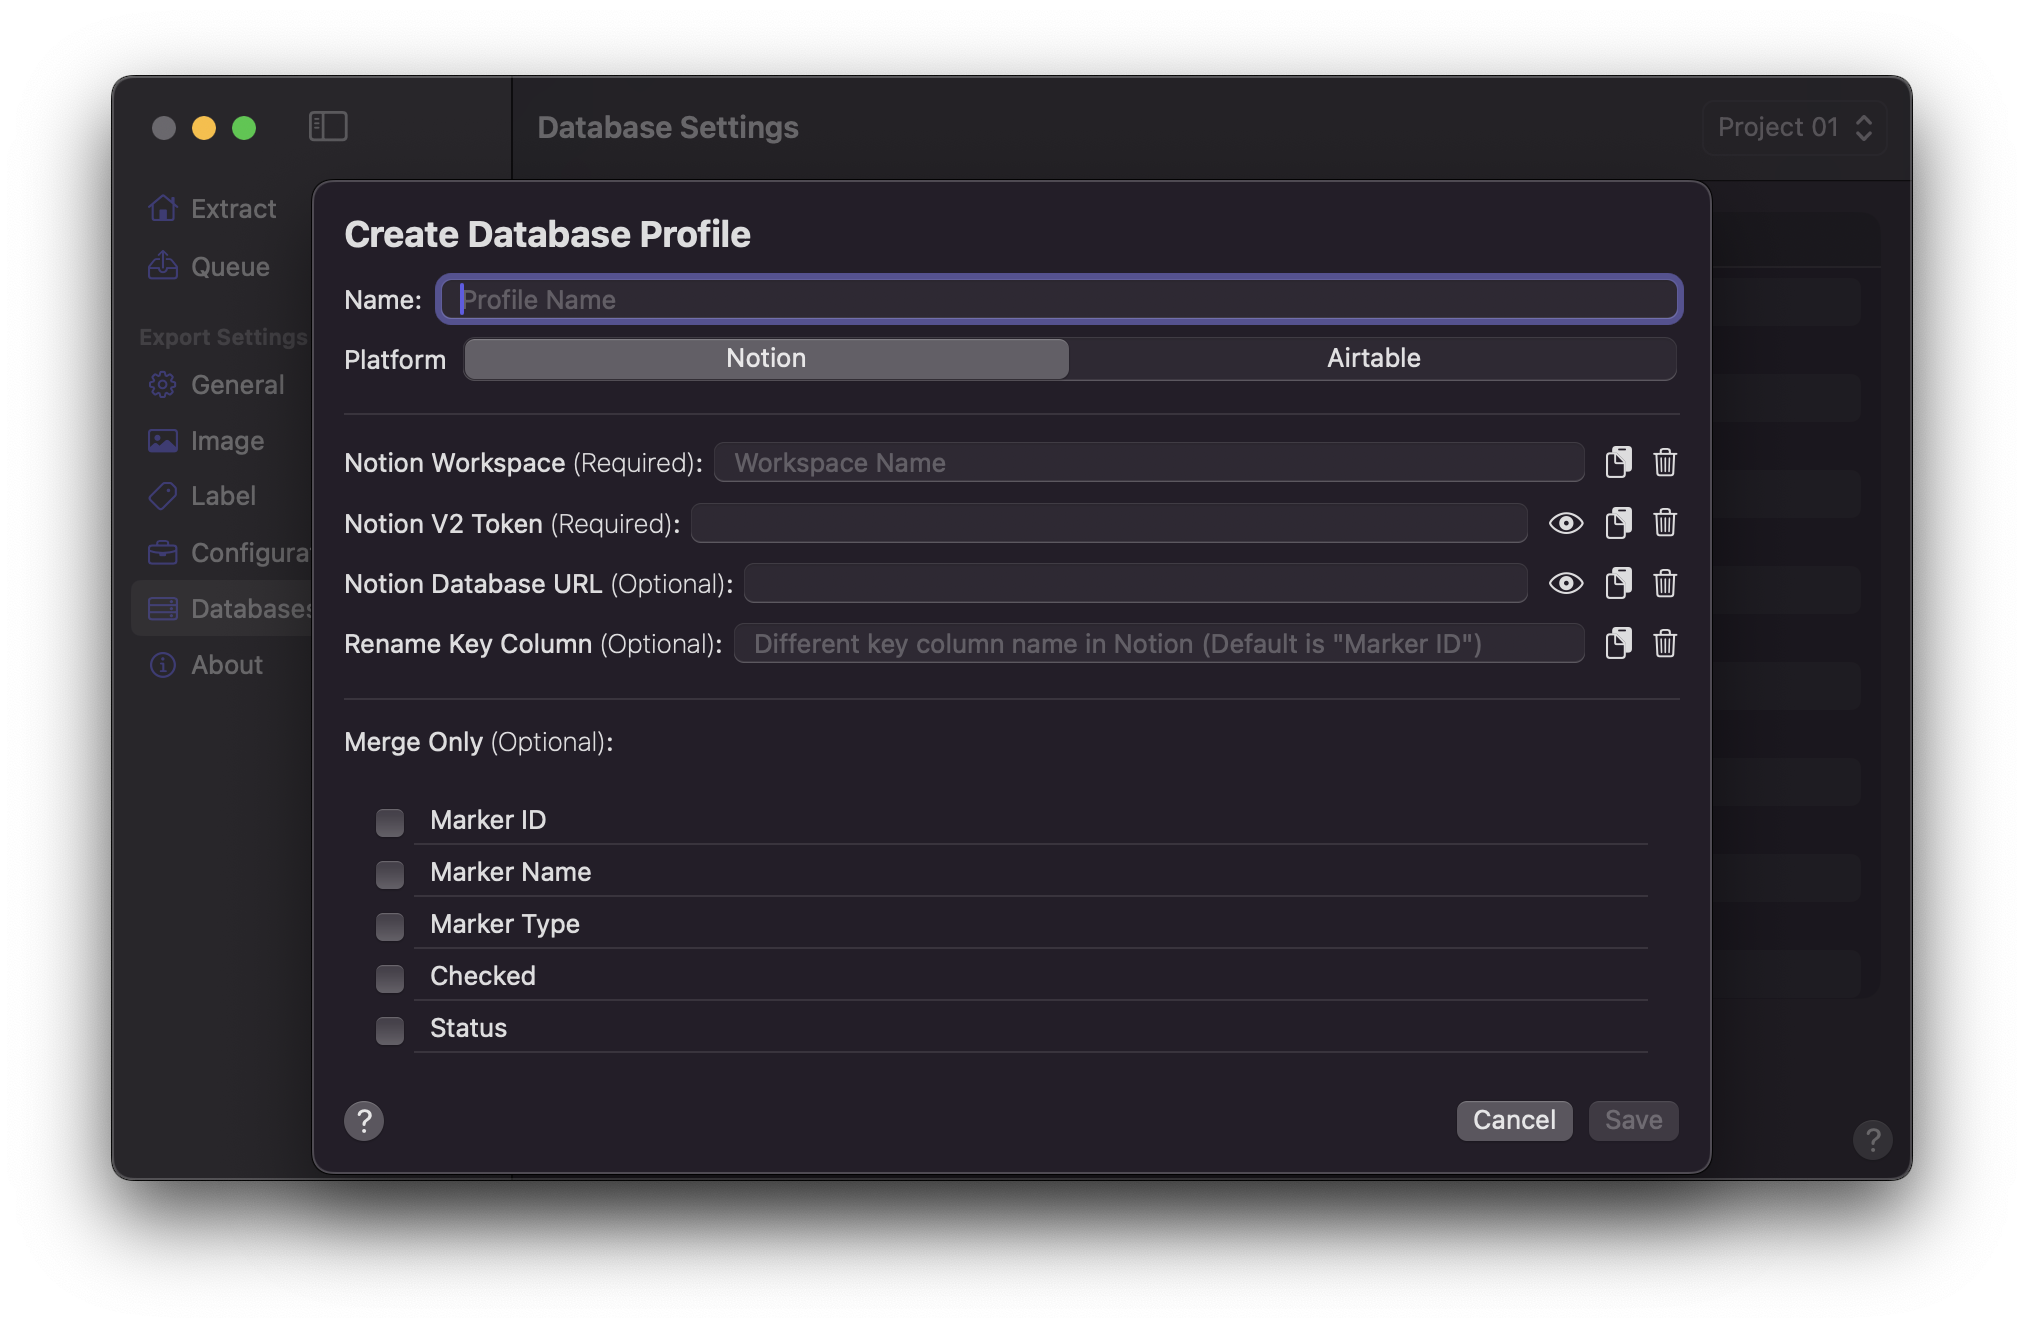 Database Settings
Project 01
Extract
Queue
Export Settings
General
Image
Label
Configura
Databases
About
Create Database Profile
Name: Profile Name
Platform Notion Airtable
Notion Workspace (Required): Workspace Name
Notion V2 Token (Required):
Notion Database URL (Optional):
Rename Key Column (Optional): Different key column name in Notion (Default is "Marker ID")
Merge Only (Optional):
Marker ID
Marker Name
Marker Type
Checked
Status
? Cancel Save
?